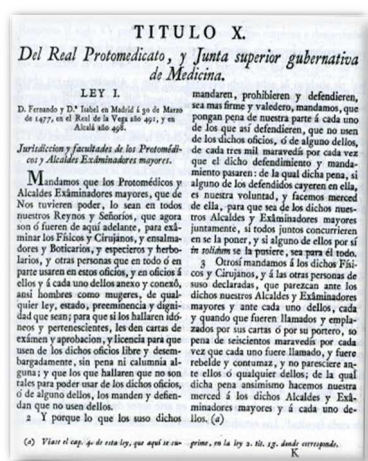 TITULO X.
Del Real Protomedicato, y Junta superior gubernativa
de Medicina.
LEY I.
D. Fernando y D.ª Isabel en Madrid á 30 de Marzo
de 1477, en el Real de la Vega año 491, y en
Alcalá año 498.
Jurisdiccion y facultades de los Protomédi-
cos y Alcaldes Exâminadores mayores.
Mandamos que los Protomédicos y
Alcaldes Exâminadores mayores, que de
Nos tuvieren poder, lo sean en todos
nuestros Reynos y Señoríos, que agora
son ó fueren de aquí adelante, para exâ-
minar los Físicos y Cirujanos, y ensalma-
dores y Boticarios, y especieros y herbo-
larios, y otras personas que en todo ó en
parte usaren en estos oficios, y en oficios á
ellos y á cada uno dellos anexo y conexô,
ansí hombres como mugeres, de qual-
quier ley, estado, preeminencia y digni-
dad que sean; para que si los hallaren idó-
neos y pertenescientes, les den cartas de
exâmen y aprobacion, y licencia para que
usen de los dichos oficios libre y desem-
bargadamente, sin pena ni calumnia al-
guna; y que los que hallaren que no son
tales para poder usar de los dichos oficios,
ó de alguno dellos, los manden y defien-
dan que no usen dellos.
2 Y porque lo que los suso dichos
mandaren, prohibieren y defendieren,
sea mas firme y valedero, mandamos, que
pongan pena de nuestra parte á cada uno
de los que así defendieren, que no usen
de los dichos oficios, ó de alguno dellos,
de cada tres mil maravedís por cada vez
que el dicho defendimiento y manda-
miento pasaren: de la qual dicha pena, si
alguno de los defendidos cayeren en ella,
es nuestra voluntad, y facemos merced
de ella, para que sea de los dichos nues-
tros Alcaldes y Exâminadores mayores
juntamente, si todos juntos concurrieren
en se la poner, y si alguno de ellos por sí
in solidum se la pusiere, sea para él todo.
3 Otrosí mandamos á los dichos Físi-
cos y Cirujanos, y á las otras personas de
suso declaradas, que parezcan ante los
dichos nuestros Alcaldes y Exâminadores
mayores y ante cada uno dellos, cada
y quando que fueren llamados y empla-
zados por sus cartas ó por su portero, so
pena de seiscientos maravedís por cada
vez que cada uno fuere llamado, y fuere
rebelde y contumaz, y no paresciere an-
te ellos ó qualquier dellos; de la qual
dicha pena ansimismo hacemos nuestra
merced á los dichos Alcaldes y Exâ-
minadores mayores y á cada uno de-
llos. (a)
(a) Véase el cap. 4. de esta ley, que aquí se su-
prime, en la ley 2. tit. 13. donde corresponde.
K